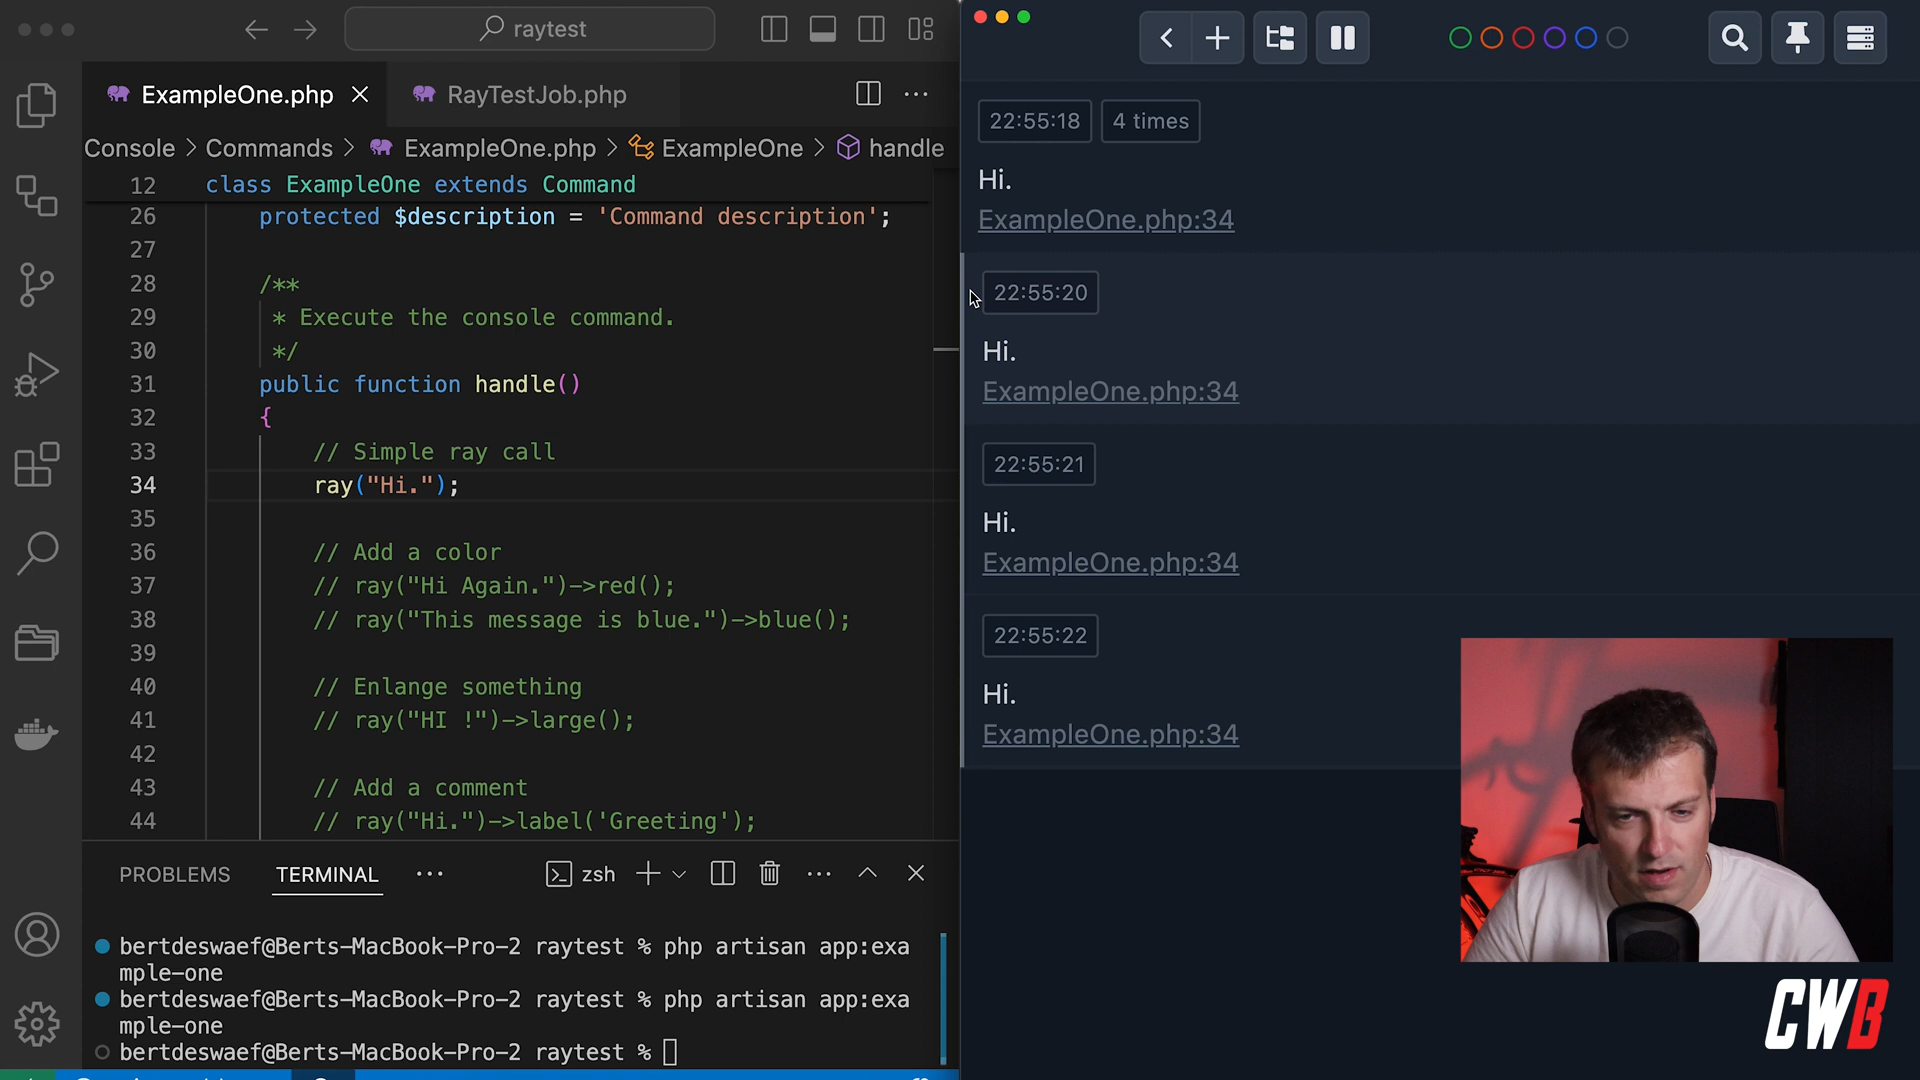 raytest
ExampleOne.php
RayTestJob.php
Console > Commands > ExampleOne.php > ExampleOne > handle
12 class ExampleOne extends Command
26 protected $description = 'Command description';
27
28 /**
29 * Execute the console command.
30 */
31 public function handle()
32 {
33 // Simple ray call
34 ray("Hi.");
35
36 // Add a color
37 // ray("Hi Again.")->red();
38 // ray("This message is blue.")->blue();
39
40 // Enlange something
41 // ray("HI !")->large();
42
43 // Add a comment
44 // ray("Hi.")->label('Greeting');
PROBLEMS TERMINAL zsh
bertdeswaef@Berts-MacBook-Pro-2 raytest % php artisan app:exa
mple-one
bertdeswaef@Berts-MacBook-Pro-2 raytest % php artisan app:exa
mple-one
bertdeswaef@Berts-MacBook-Pro-2 raytest %
22:55:18 4 times
Hi.
ExampleOne.php:34
22:55:20
Hi.
ExampleOne.php:34
22:55:21
Hi.
ExampleOne.php:34
22:55:22
Hi.
ExampleOne.php:34
CWB